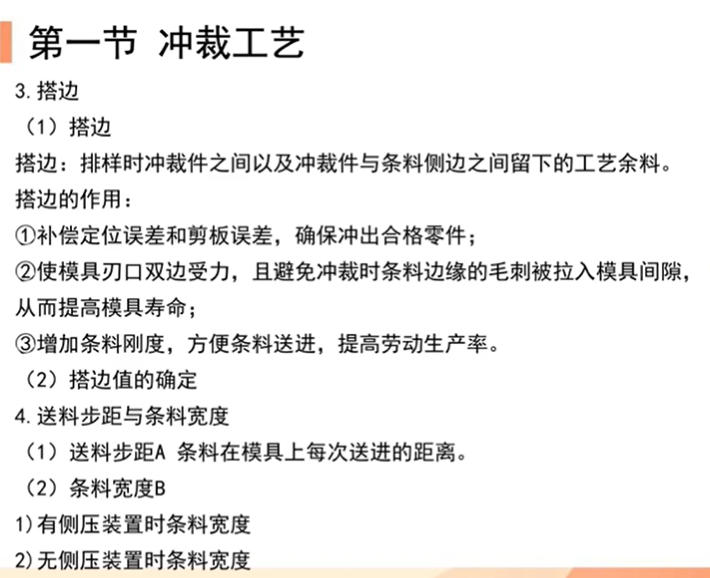 第一节 冲裁工艺
3.搭边
（1）搭边
搭边：排样时冲裁件之间以及冲裁件与条料侧边之间留下的工艺余料。
搭边的作用：
①补偿定位误差和剪板误差，确保冲出合格零件；
②使模具刃口双边受力，且避免冲裁时条料边缘的毛刺被拉入模具间隙，
从而提高模具寿命；
③增加条料刚度，方便条料送进，提高劳动生产率。
（2）搭边值的确定
4.送料步距与条料宽度
（1）送料步距A 条料在模具上每次送进的距离。
（2）条料宽度B
1)有侧压装置时条料宽度
2)无侧压装置时条料宽度